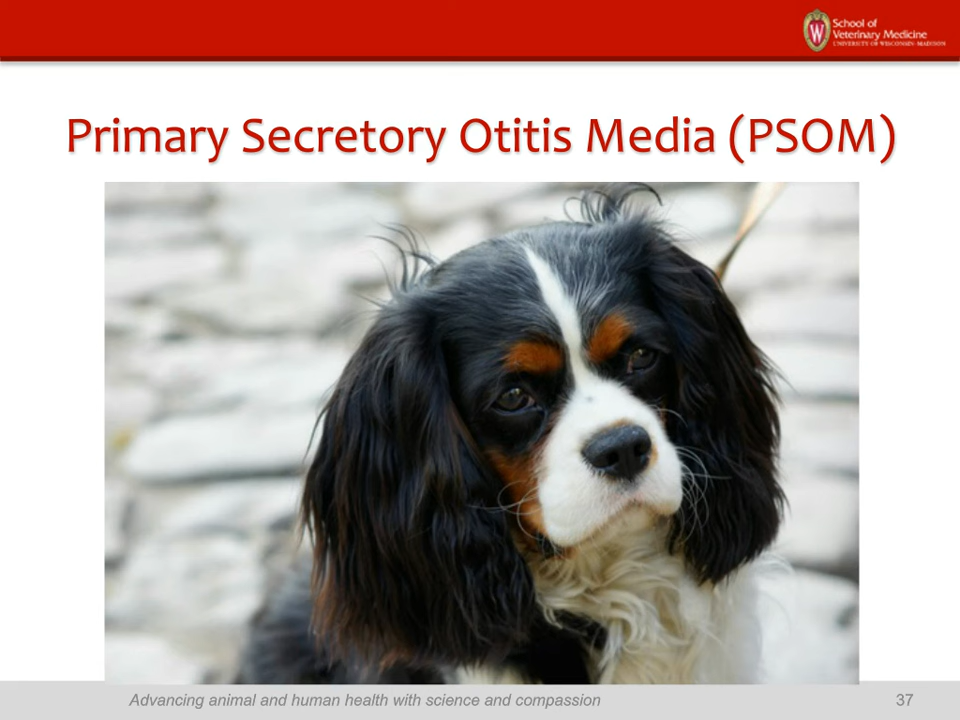 School of
Veterinary Medicine
UNIVERSITY OF WISCONSIN-MADISON
Primary Secretory Otitis Media (PSOM)
Advancing animal and human health with science and compassion
37